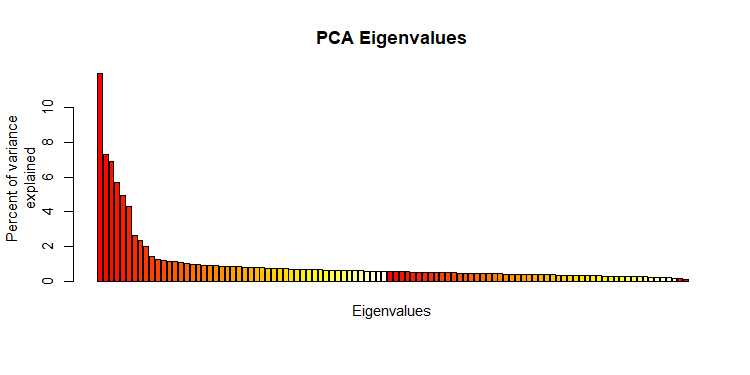 PCA Eigenvalues
Percent of variance
explained
10
8
6
4
2
0
Eigenvalues